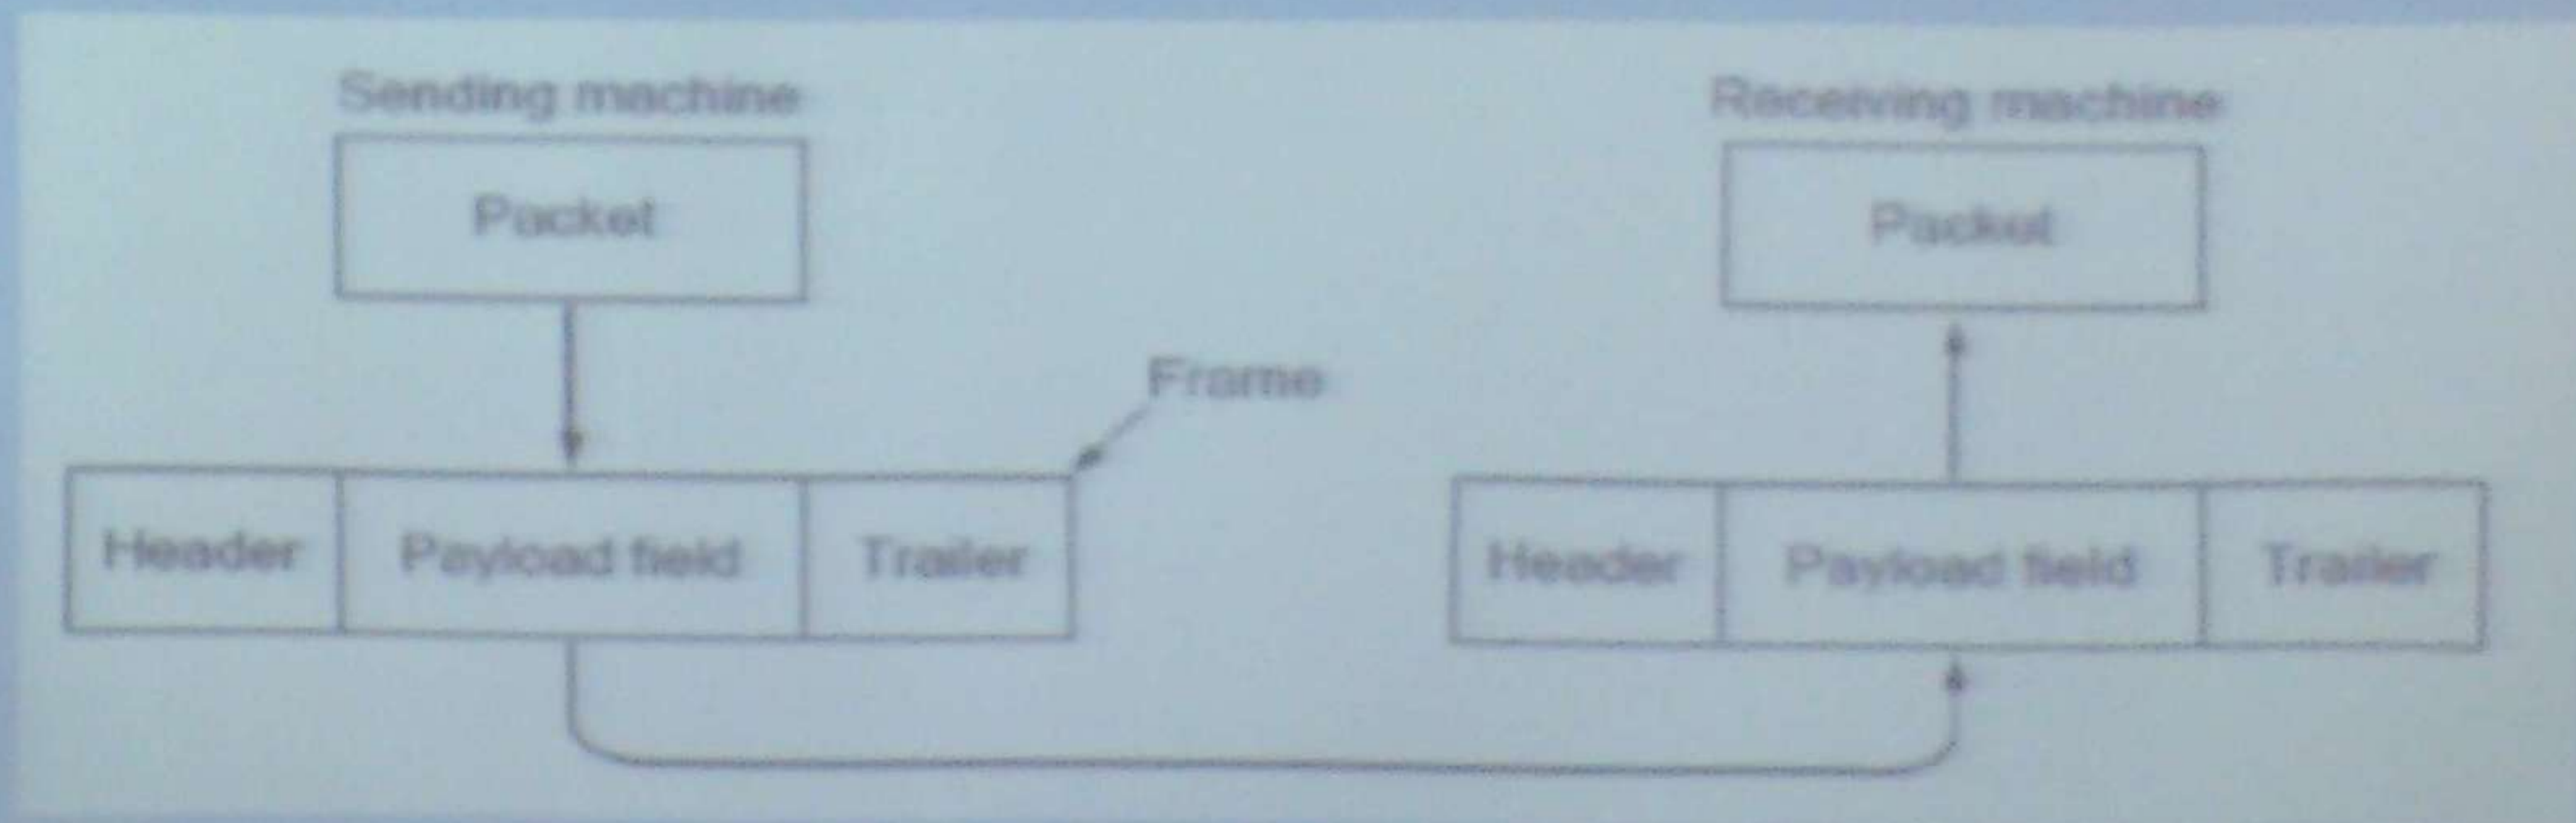 Sending machine
Receiving machine
Packet
Packet
Frame
Header
Payload field
Trailer
Header
Payload field
Trailer